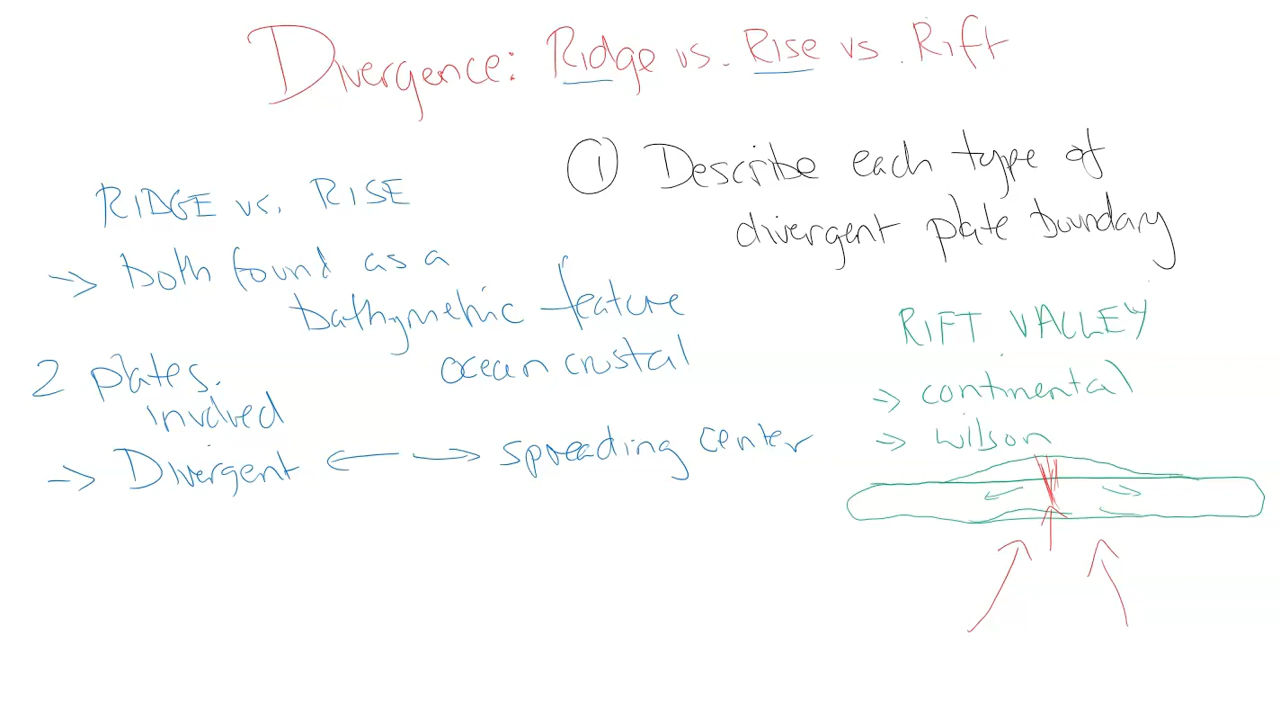 Divergence: Ridge vs. Rise vs. Rift
① Describe each type of
divergent plate boundary
RIDGE vs. RISE
→ both found as a
bathymetric feature
ocean crustal
2 plates.
involved
→ Divergent ← → spreading center
RIFT VALLEY
→ continental
→ Wilson